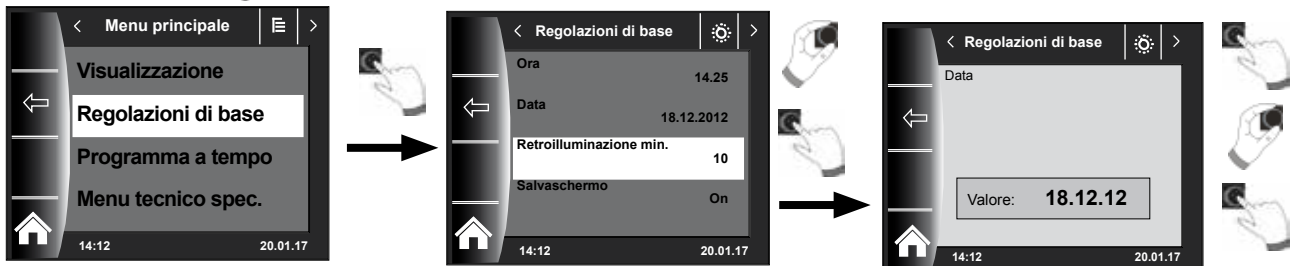 Menu principale
Visualizzazione
Regolazioni di base
Programma a tempo
Menu tecnico spec.
14:12 20.01.17
Regolazioni di base
Ora
14.25
Data
18.12.2012
Retroilluminazione min.
10
Salvaschermo
On
14:12 20.01.17
Regolazioni di base
Data
Valore: 18.12.12
14:12 20.01.17